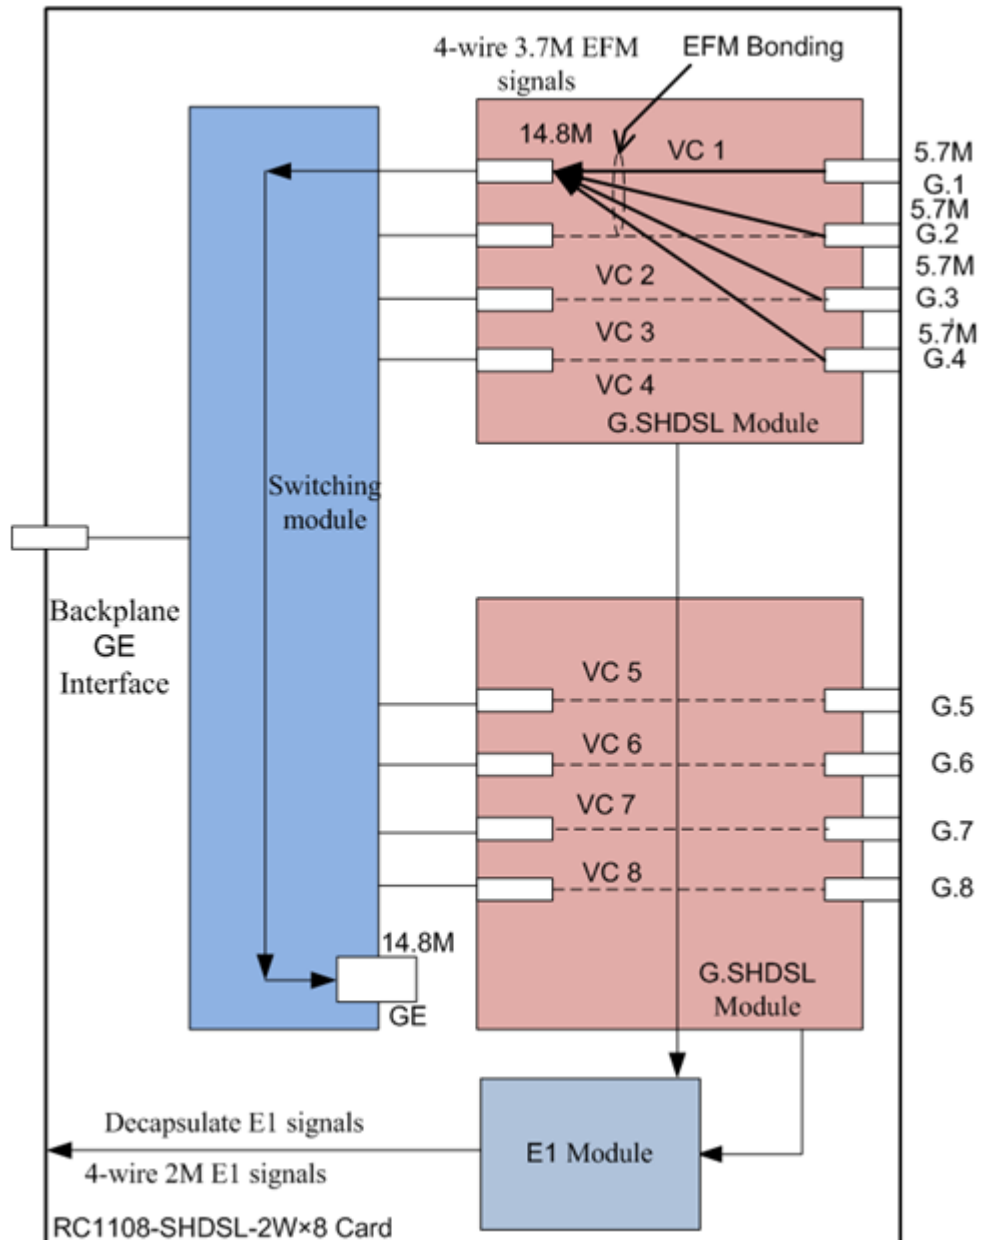 4-wire 3.7M EFM
signals
EFM Bonding
14.8M
VC 1
5.7M
G.1
5.7M
G.2
5.7M
G.3
5.7M
G.4
VC 2
VC 3
VC 4
G.SHDSL Module
Switching
module
Backplane
GE
Interface
VC 5
G.5
VC 6
G.6
VC 7
G.7
VC 8
G.8
14.8M
GE
G.SHDSL
Module
Decapsulate E1 signals
E1 Module
4-wire 2M E1 signals
RC1108-SHDSL-2W×8 Card